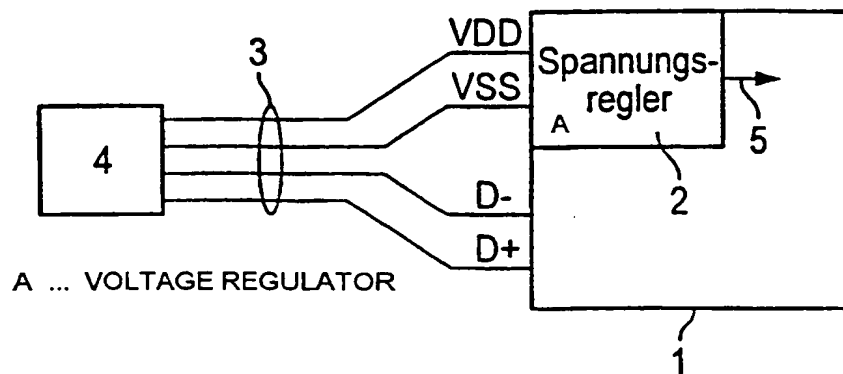 VDD
3
VSS
Spannungs-
regler
A
5
4
2
D-
D+
A ... VOLTAGE REGULATOR
1